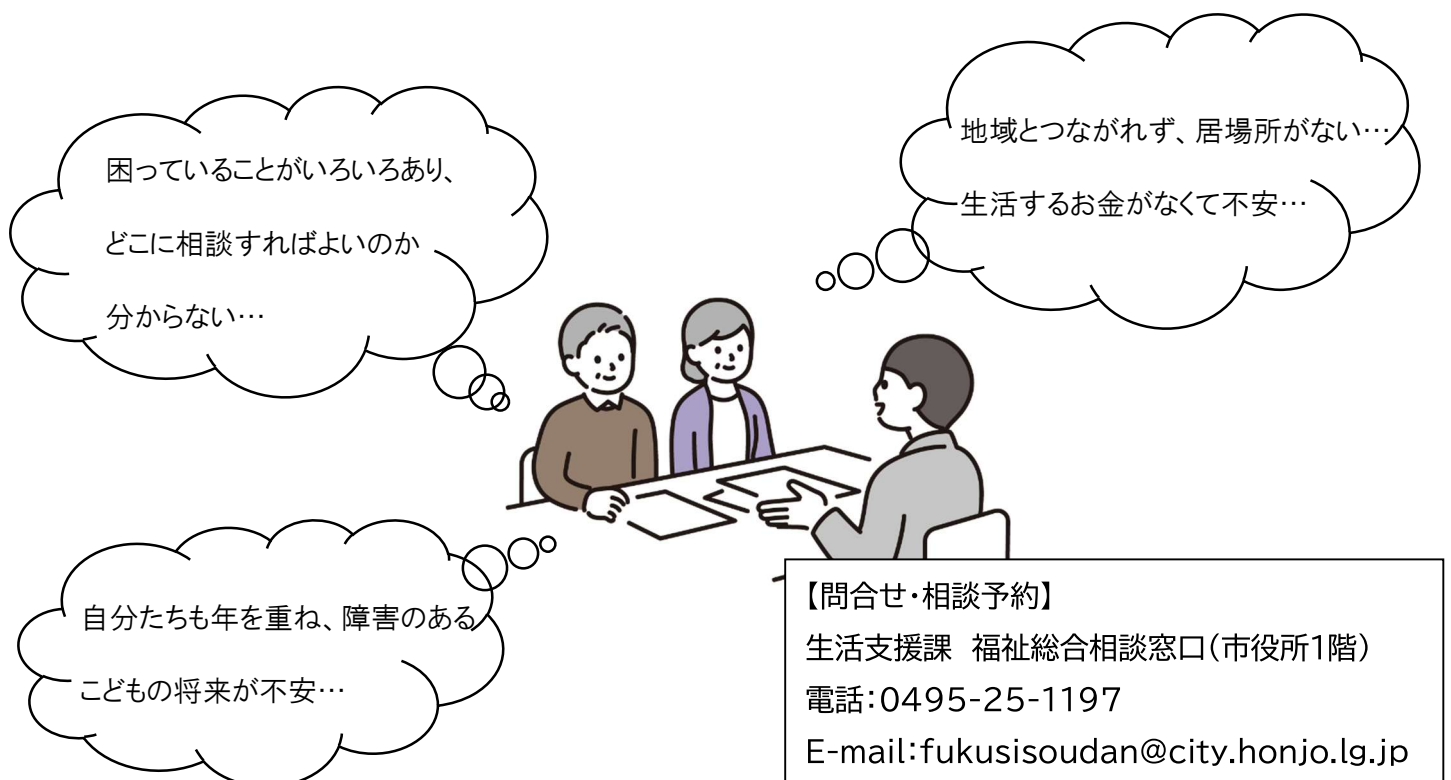 困っていることがいろいろあり、
どこに相談すればよいのか
分からない…
地域とつながれず、居場所がない…
生活するお金がなくて不安…
自分たちも年を重ね、障害のある
こどもの将来が不安…
【問合せ・相談予約】
生活支援課　福祉総合相談窓口(市役所1階)
電話:0495-25-1197
E-mail:fukusisoudan@city.honjo.lg.jp